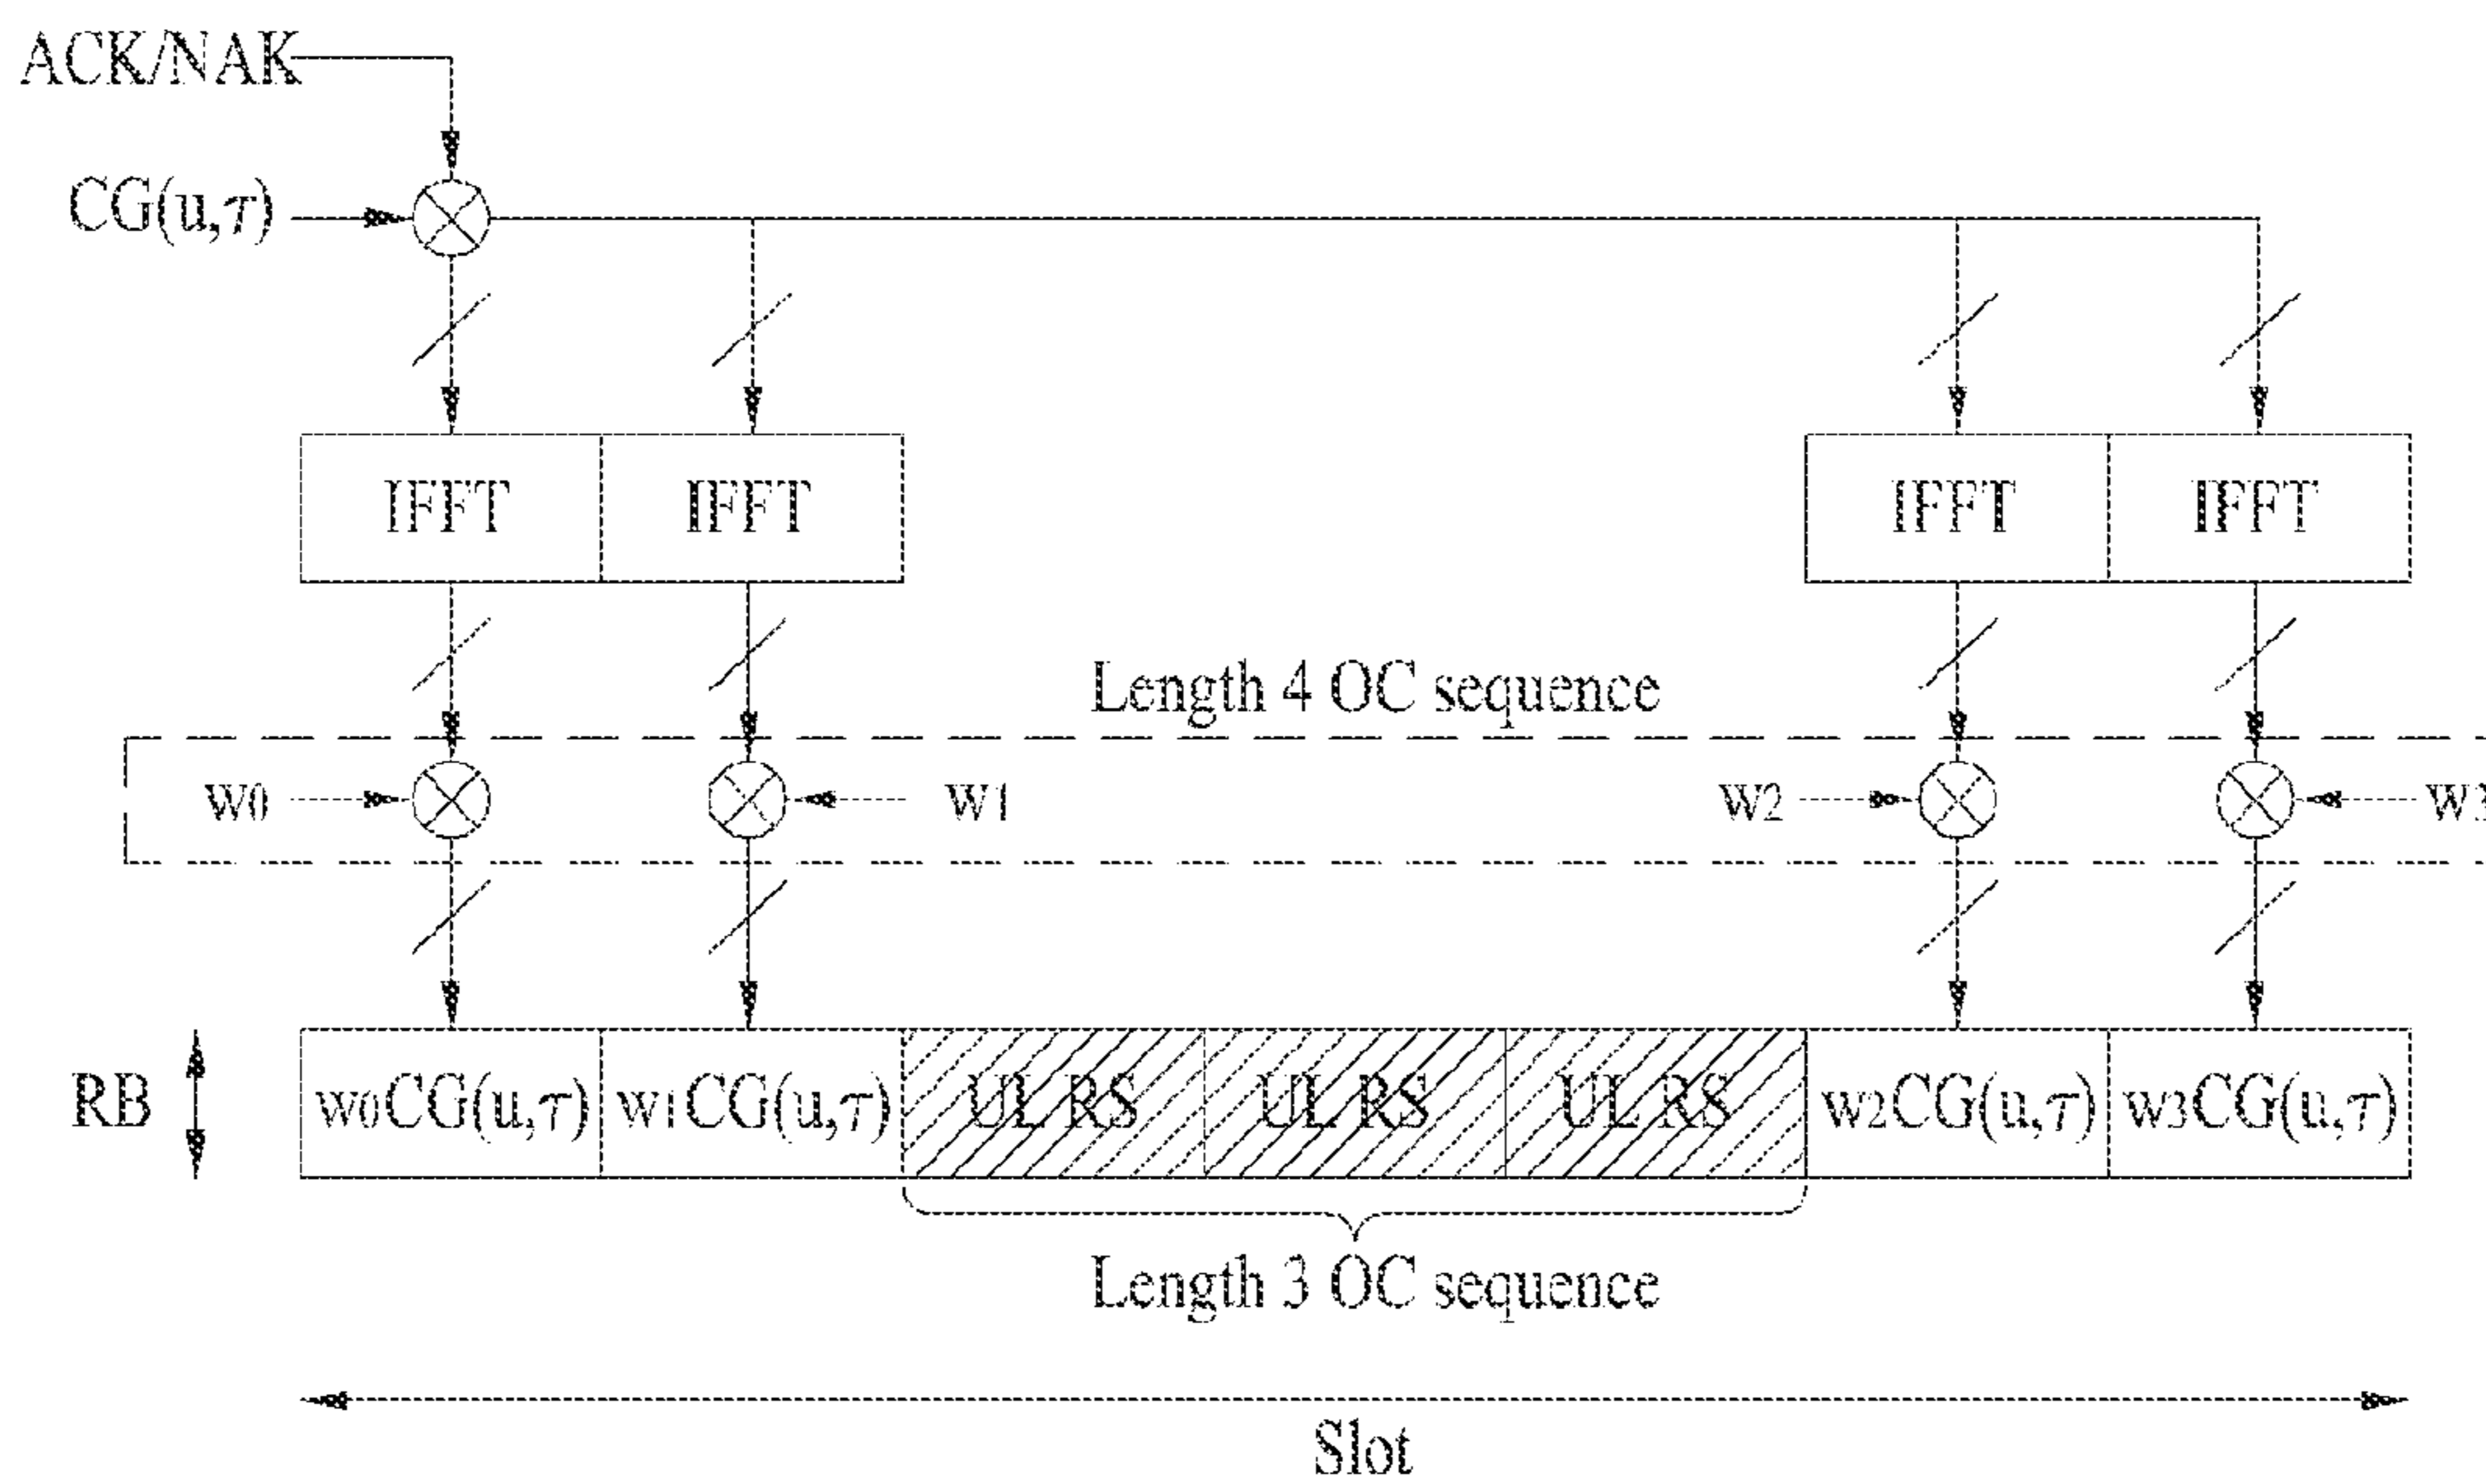 ACK/NAK
CG(u,τ)
IFFT IFFT IFFT IFFT
Length 4 OC sequence
w0 w1 w2 w3
RB w0CG(u,τ) w1CG(u,τ) UL RS UL RS UL RS w2CG(u,τ) w3CG(u,τ)
Length 3 OC sequence
Slot